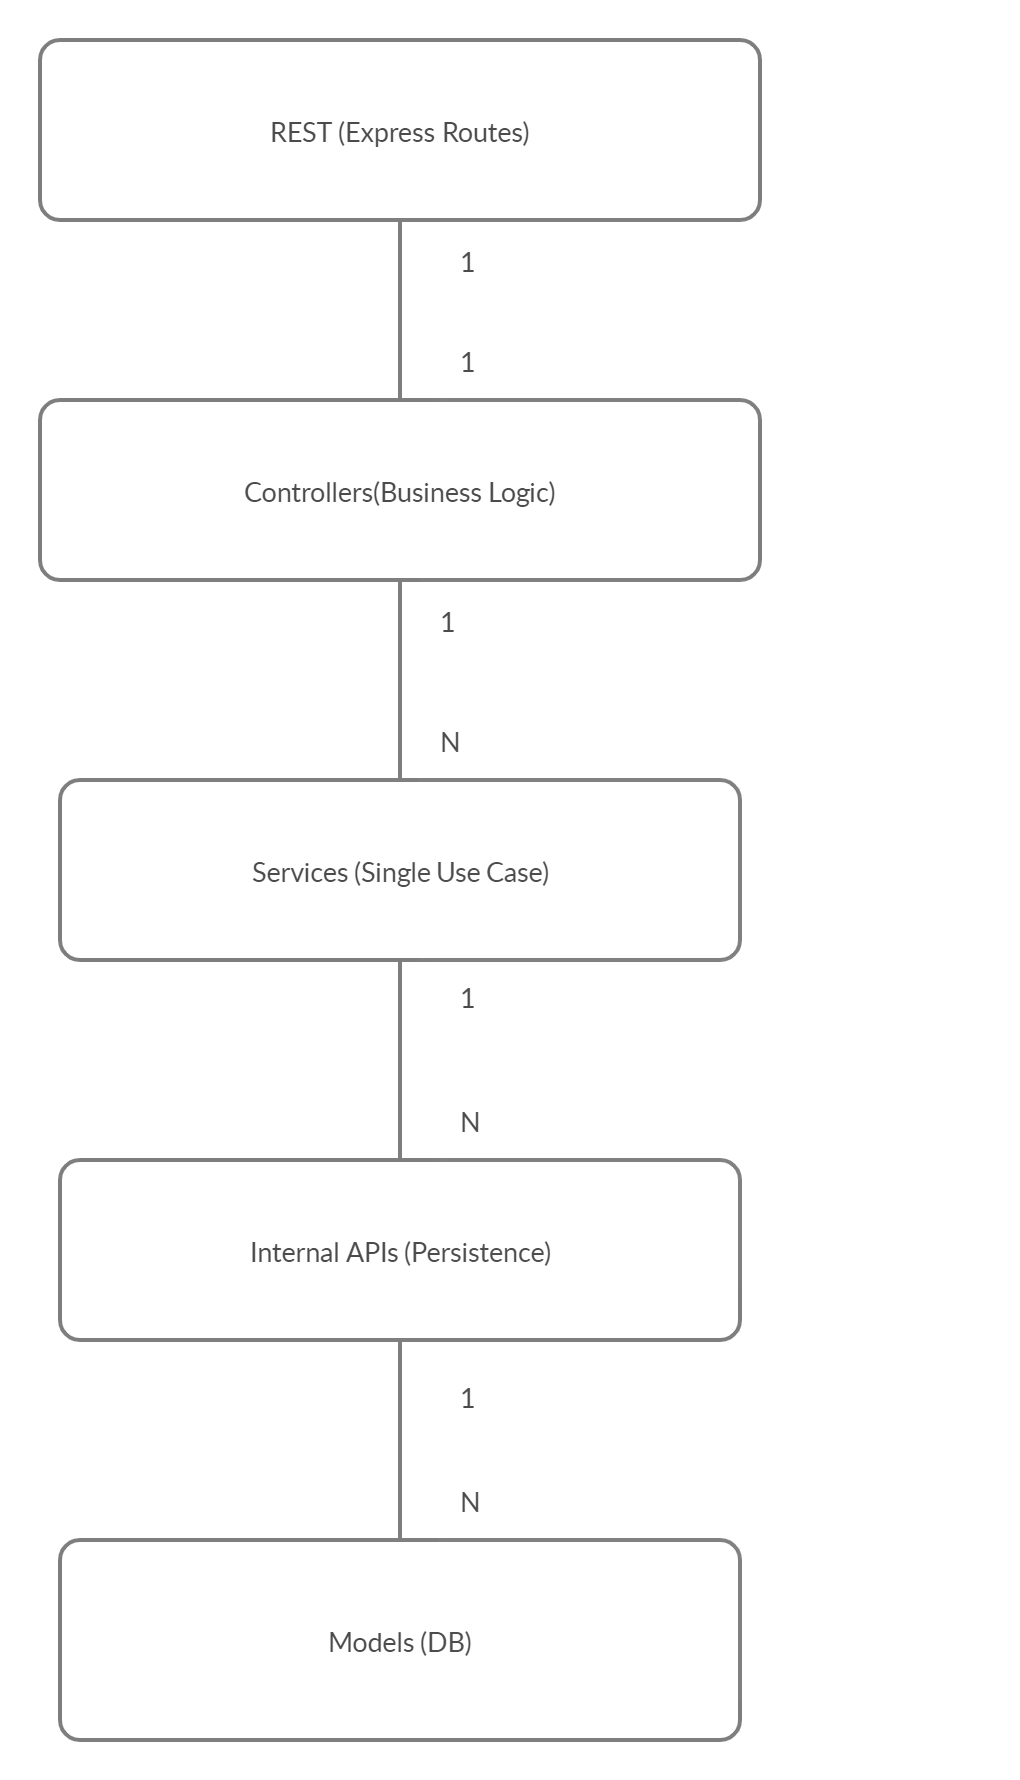 REST (Express Routes)
1
1
Controllers(Business Logic)
1
N
Services (Single Use Case)
1
N
Internal APIs (Persistence)
1
N
Models (DB)